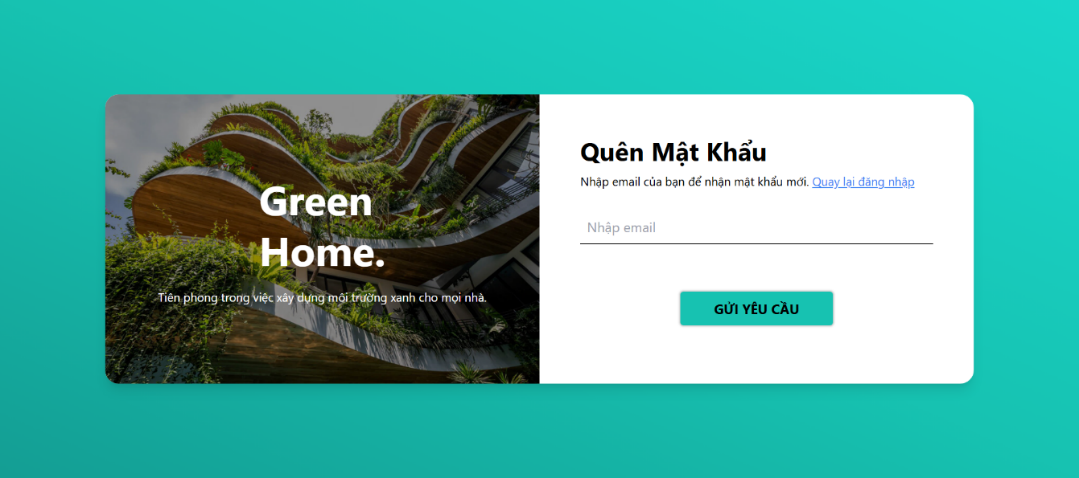 Green
Home.
Tiên phong trong việc xây dựng môi trường xanh cho mọi nhà.
Quên Mật Khẩu
Nhập email của bạn để nhận mật khẩu mới. Quay lại đăng nhập
Nhập email
GỬI YÊU CẦU